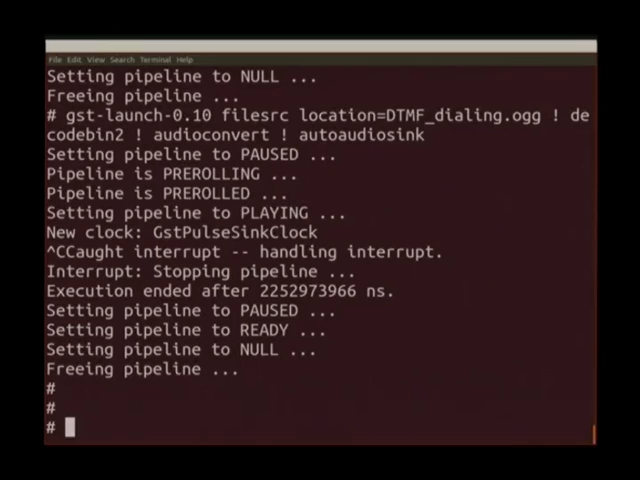 File Edit View Search Terminal Help
Setting pipeline to NULL ...
Freeing pipeline ...
# gst-launch-0.10 filesrc location=DTMF_dialing.ogg ! de
codebin2 ! audioconvert ! autoaudiosink
Setting pipeline to PAUSED ...
Pipeline is PREROLLING ...
Pipeline is PREROLLED ...
Setting pipeline to PLAYING ...
New clock: GstPulseSinkClock
^CCaught interrupt -- handling interrupt.
Interrupt: Stopping pipeline ...
Execution ended after 2252973966 ns.
Setting pipeline to PAUSED ...
Setting pipeline to READY ...
Setting pipeline to NULL ...
Freeing pipeline ...
#
#
#